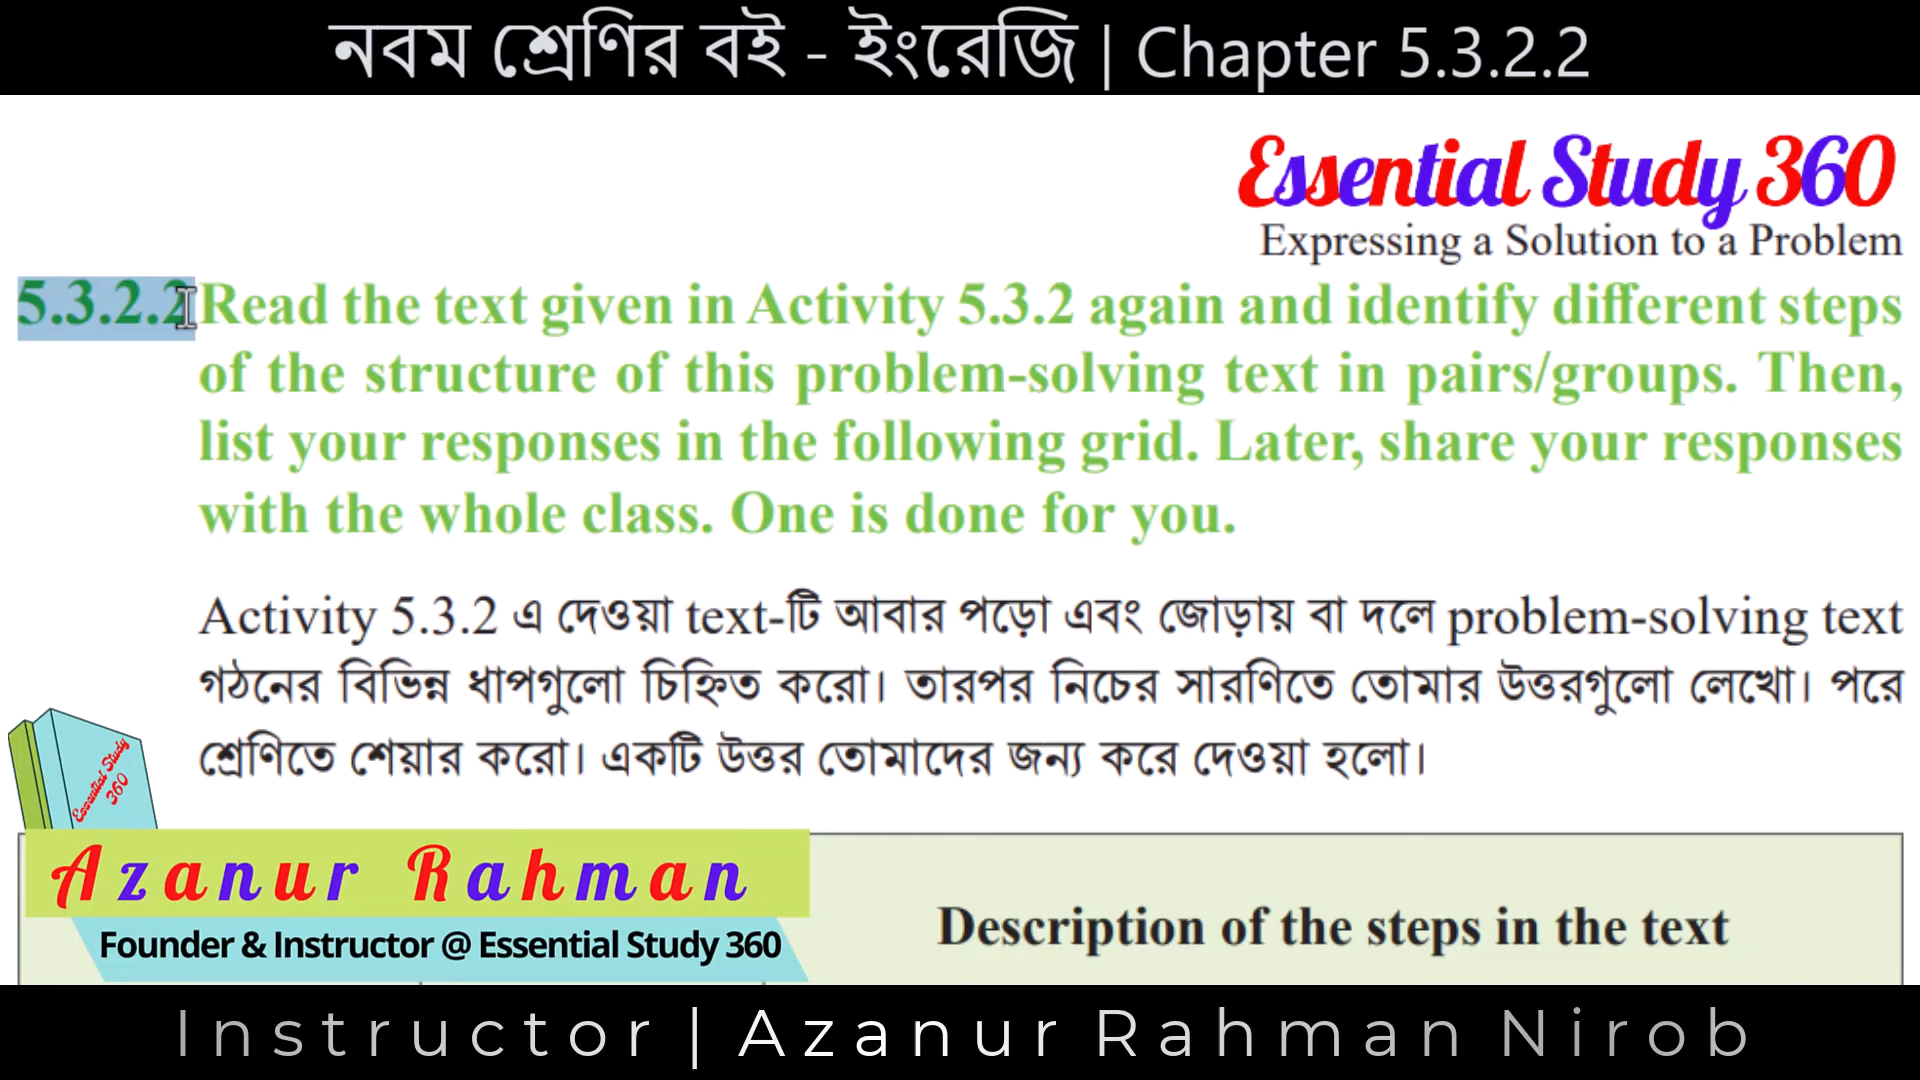 নবম শ্রেণির বই - ইংরেজি | Chapter 5.3.2.2
Essential Study 360
Expressing a Solution to a Problem
5.3.2.2 Read the text given in Activity 5.3.2 again and identify different steps
of the structure of this problem-solving text in pairs/groups. Then,
list your responses in the following grid. Later, share your responses
with the whole class. One is done for you.
Activity 5.3.2 এ দেওয়া text-টি আবার পড়ো এবং জোড়ায় বা দলে problem-solving text
গঠনের বিভিন্ন ধাপগুলো চিহ্নিত করো। তারপর নিচের সারণিতে তোমার উত্তরগুলো লেখো। পরে
শ্রেণিতে শেয়ার করো। একটি উত্তর তোমাদের জন্য করে দেওয়া হলো।
Essential Study
360
Azanur Rahman
Founder & Instructor @ Essential Study 360
Description of the steps in the text
Instructor | Azanur Rahman Nirob